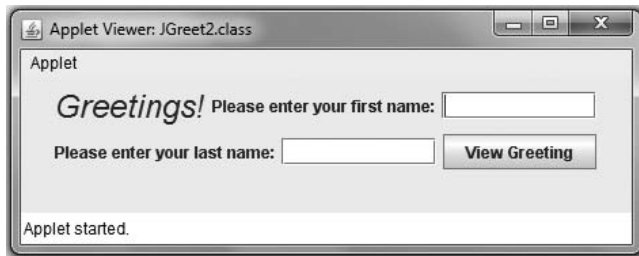 Applet Viewer: JGreet2.class
Applet
Greetings! Please enter your first name:
Please enter your last name: View Greeting
Applet started.